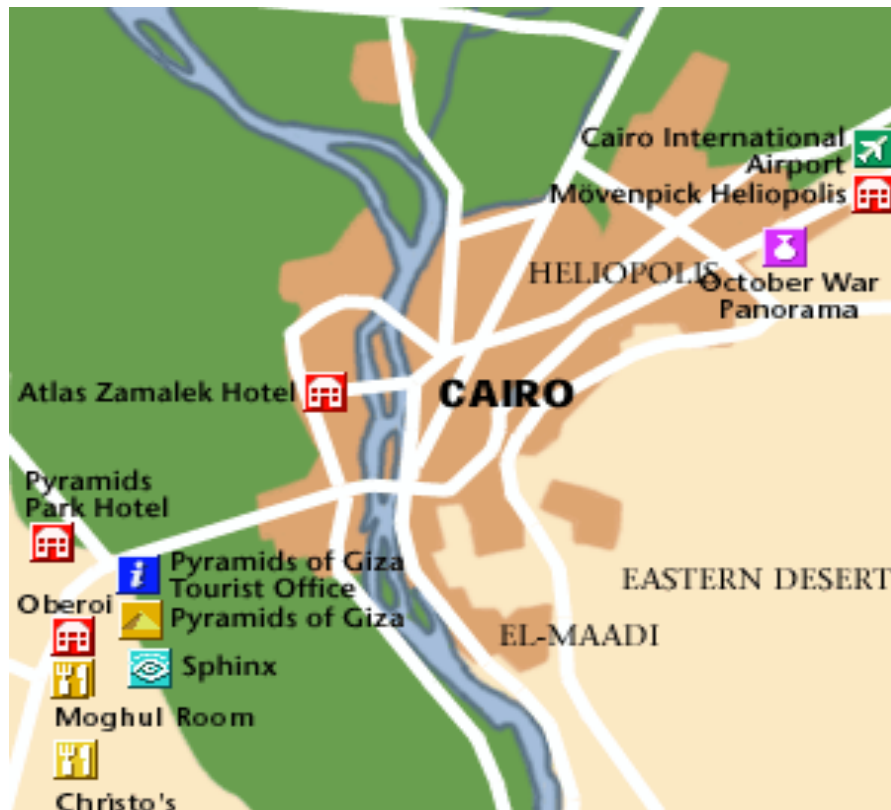 Cairo International
Airport
Mövenpick Heliopolis
HELIOPOLIS
October War
Panorama
Atlas Zamalek Hotel
CAIRO
Pyramids
Park Hotel
i
Pyramids of Giza
Tourist Office
EASTERN DESERT
Oberoi
Pyramids of Giza
EL-MAADI
Sphinx
Moghul Room
Christo's